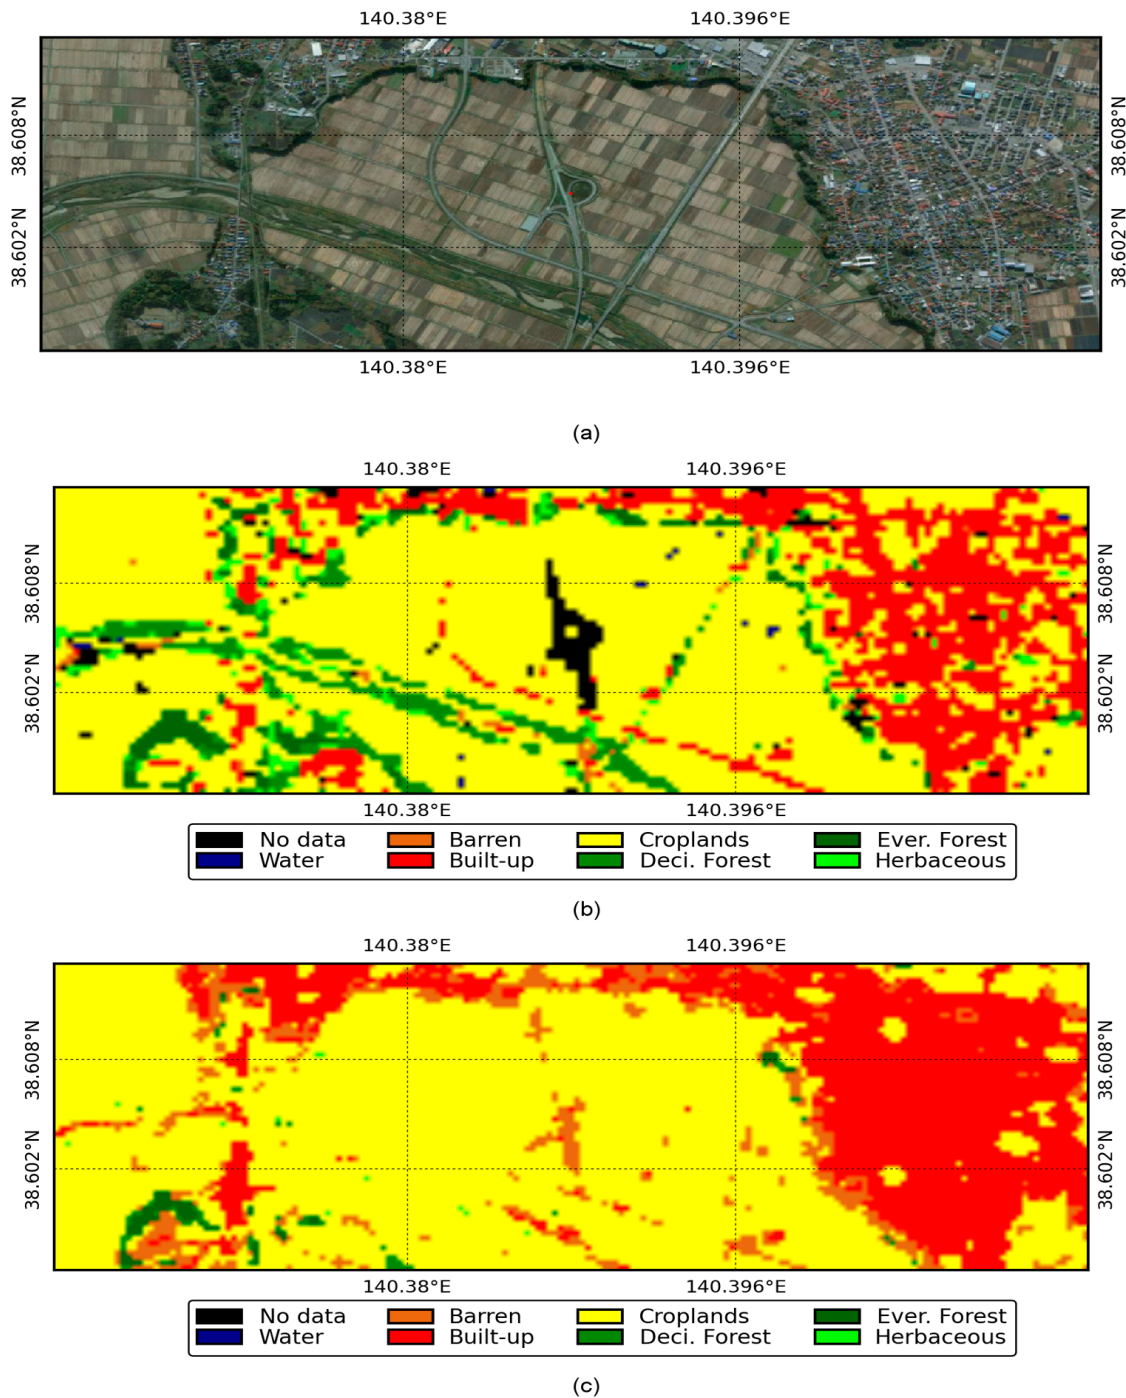 140.38°E 140.396°E
38.608°N 38.608°N
38.602°N 38.602°N
140.38°E 140.396°E
(a)
140.38°E 140.396°E
38.608°N 38.608°N
38.602°N 38.602°N
140.38°E 140.396°E
No data Barren Croplands Ever. Forest
Water Built-up Deci. Forest Herbaceous
(b)
140.38°E 140.396°E
38.608°N 38.608°N
38.602°N 38.602°N
140.38°E 140.396°E
No data Barren Croplands Ever. Forest
Water Built-up Deci. Forest Herbaceous
(c)